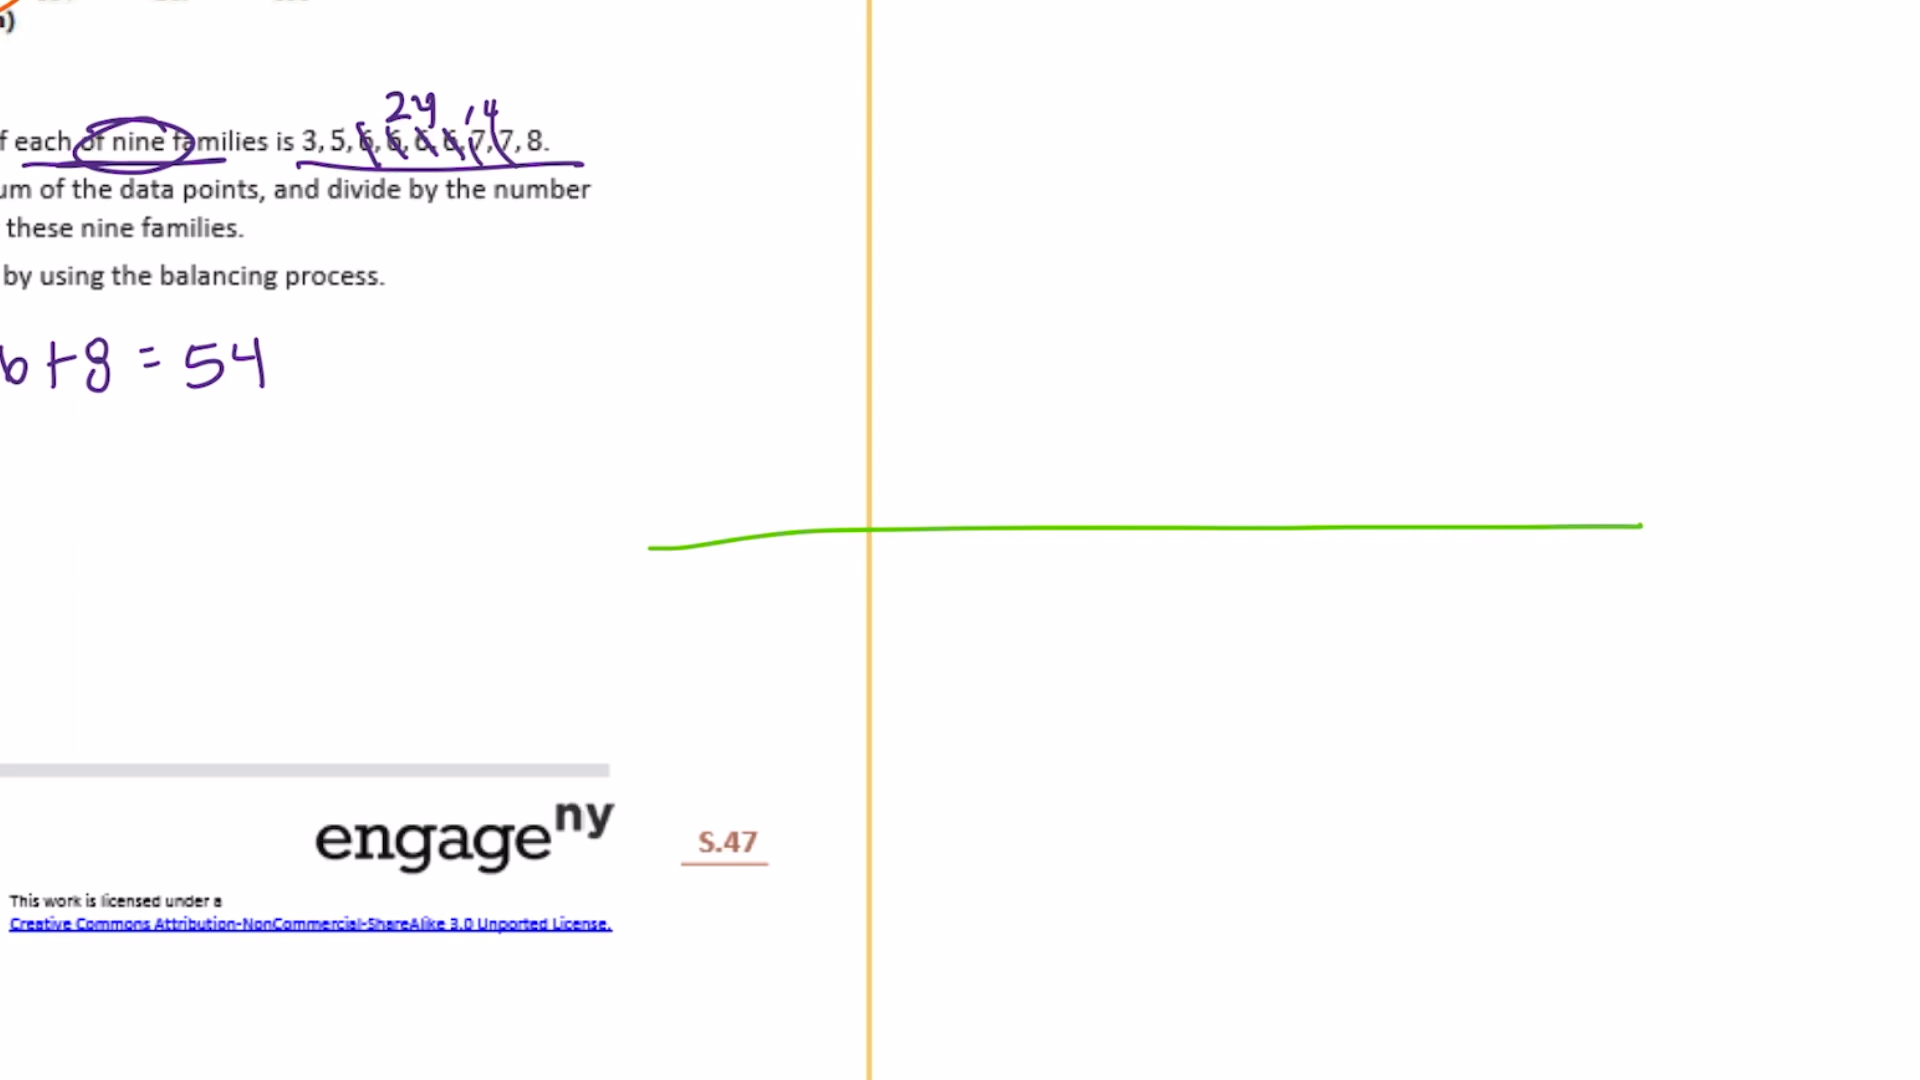 24 14
each of nine families is 3, 5, 6, 6, 6, 6, 7, 7, 8.
um of the data points, and divide by the number
these nine families.
by using the balancing process.
6 + 8 = 54
engage ny
S.47
This work is licensed under a
Creative Commons Attribution-NonCommercial-ShareAlike 3.0 Unported License.